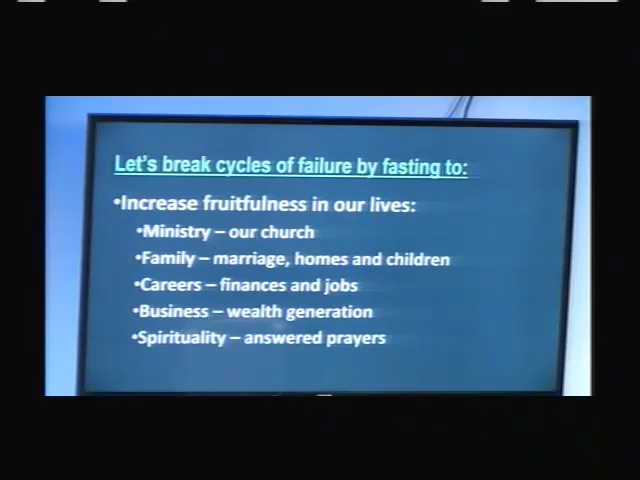 Let's break cycles of failure by fasting to:
•Increase fruitfulness in our lives:
•Ministry – our church
•Family – marriage, homes and children
•Careers – finances and jobs
•Business – wealth generation
•Spirituality – answered prayers